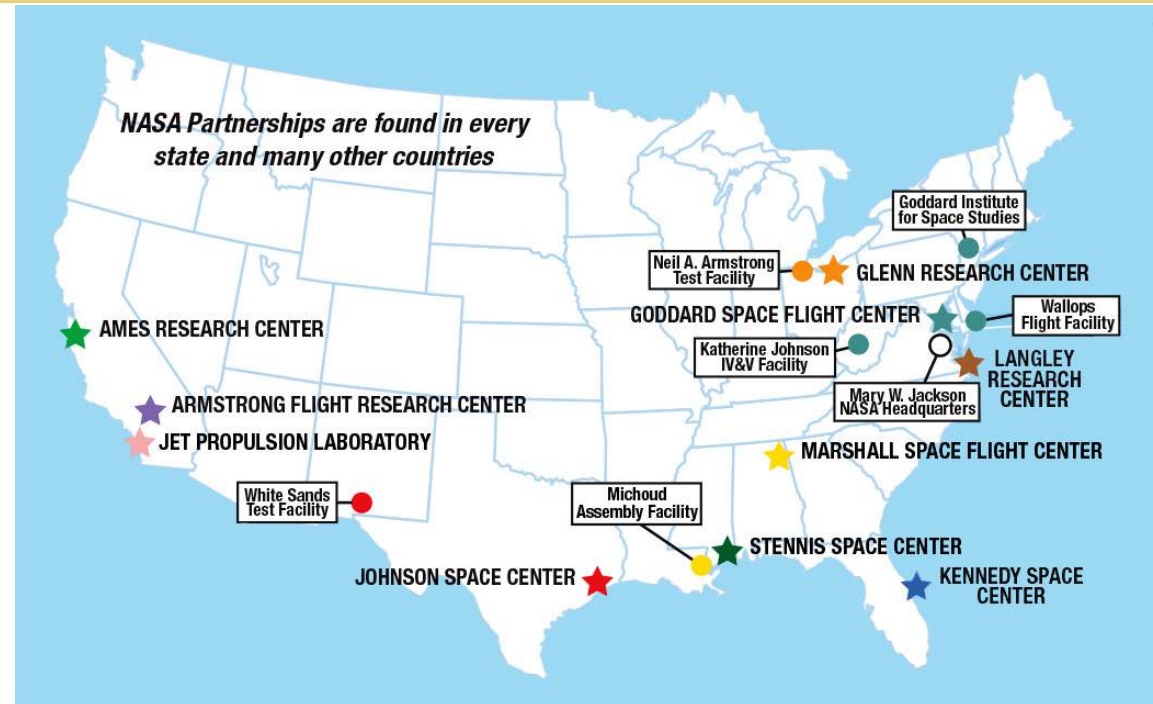 NASA Partnerships are found in every
state and many other countries
Goddard Institute
for Space Studies
Neil A. Armstrong
Test Facility
GLENN RESEARCH CENTER
GODDARD SPACE FLIGHT CENTER
Wallops
Flight Facility
AMES RESEARCH CENTER
Katherine Johnson
IV&V Facility
LANGLEY
RESEARCH
CENTER
Mary W. Jackson
NASA Headquarters
ARMSTRONG FLIGHT RESEARCH CENTER
JET PROPULSION LABORATORY
MARSHALL SPACE FLIGHT CENTER
White Sands
Test Facility
Michoud
Assembly Facility
STENNIS SPACE CENTER
JOHNSON SPACE CENTER
KENNEDY SPACE
CENTER